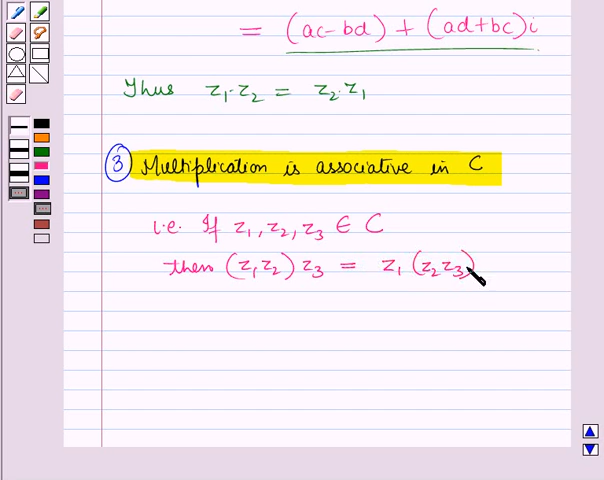 = (ac-bd) + (ad+bc)i
Thus z₁·z₂ = z₂·z₁
3 Multiplication is associative in C
i.e. If z₁, z₂, z₃ ∈ C
then (z₁z₂) z₃ = z₁ (z₂z₃)